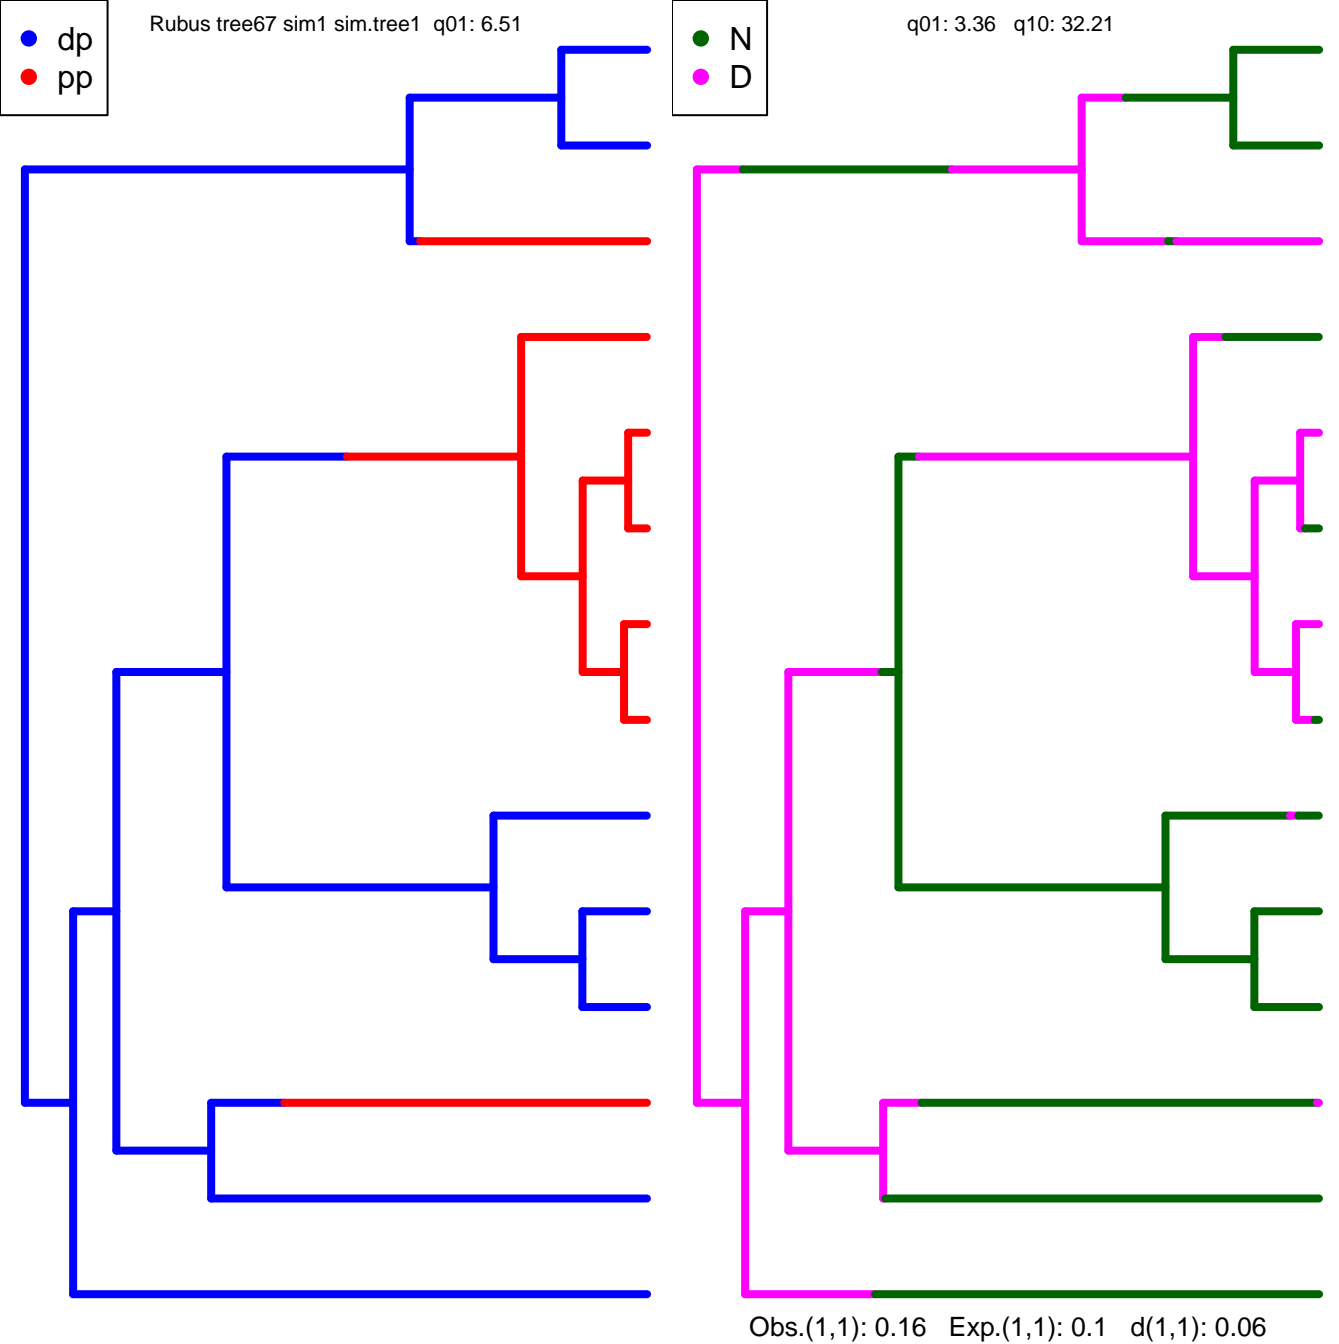 dp
pp
Rubus tree67 sim1 sim.tree1 q01: 6.51
N
D
q01: 3.36 q10: 32.21
Obs.(1,1): 0.16 Exp.(1,1): 0.1 d(1,1): 0.06